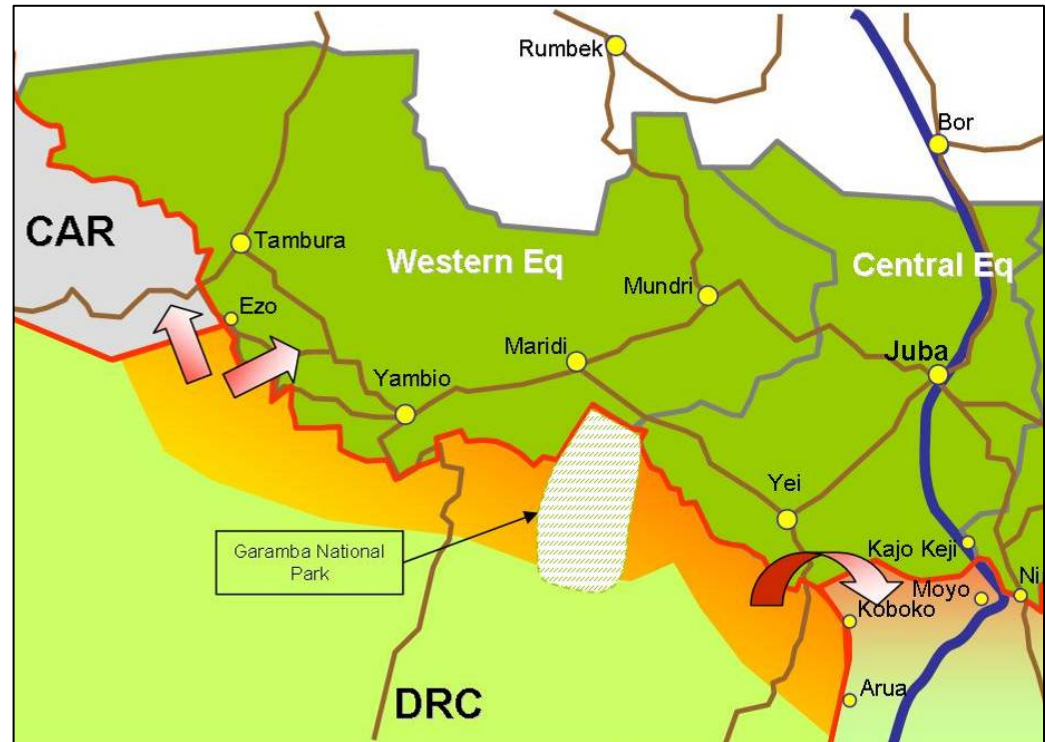 Rumbek
Bor
CAR
Tambura
Western Eq
Central Eq
Mundri
Ezo
Maridi
Juba
Yambio
Yei
Garamba National
Park
Kajo Keji
Moyo
Ni
Koboko
Arua
DRC